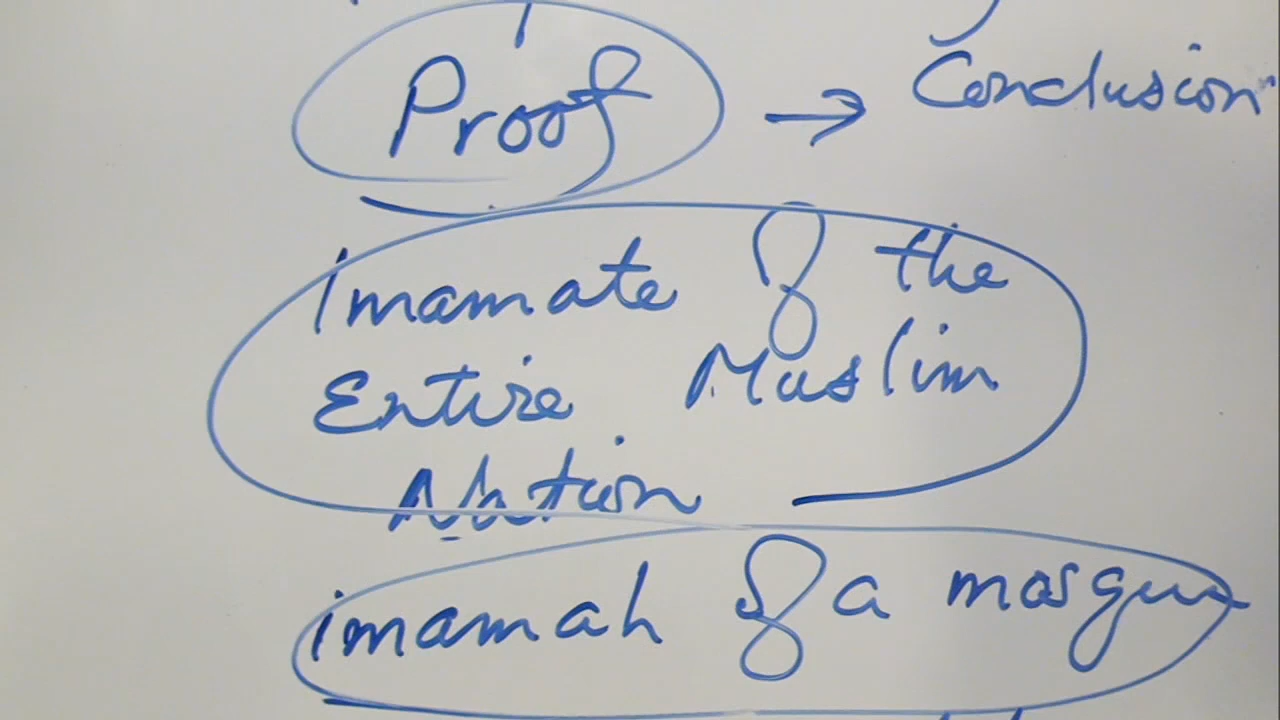 Proof → Conclusion
Imamate of the
Entire Muslim
Nation
imamah of a mosque